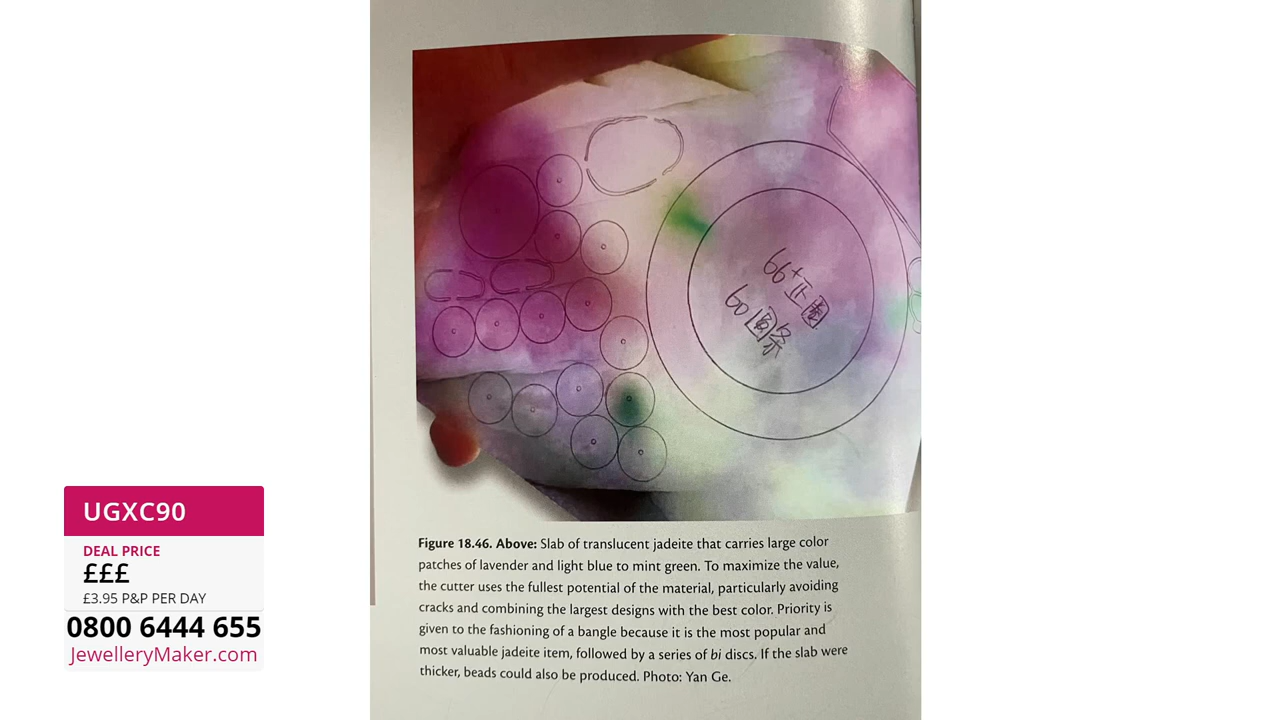 UGXC90
DEAL PRICE
£££
£3.95 P&P PER DAY
0800 6444 655
JewelleryMaker.com
66+正圈
60圆条
Figure 18.46. Above: Slab of translucent jadeite that carries large color
patches of lavender and light blue to mint green. To maximize the value,
the cutter uses the fullest potential of the material, particularly avoiding
cracks and combining the largest designs with the best color. Priority is
given to the fashioning of a bangle because it is the most popular and
most valuable jadeite item, followed by a series of bi discs. If the slab were
thicker, beads could also be produced. Photo: Yan Ge.